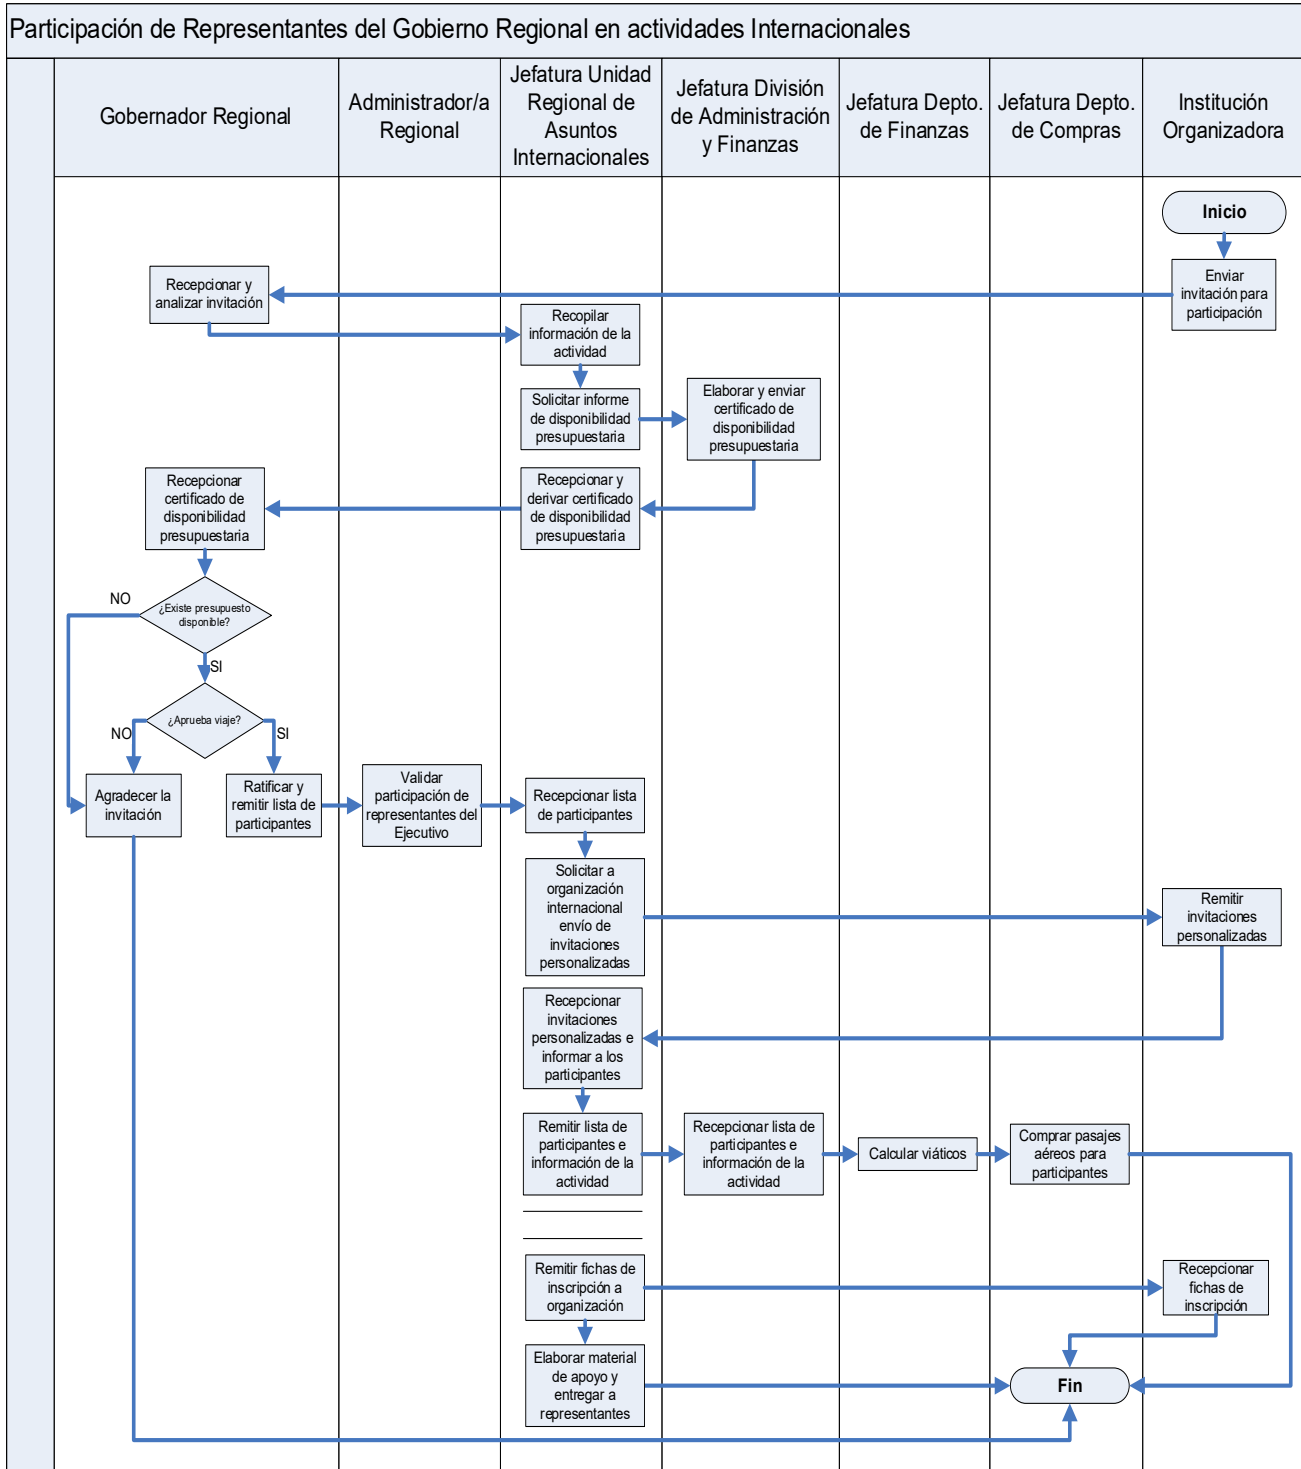 Participación de Representantes del Gobierno Regional en actividades Internacionales
Gobernador Regional
Administrador/a
Regional
Jefatura Unidad
Regional de
Asuntos
Internacionales
Jefatura División
de Administración
y Finanzas
Jefatura Depto.
de Finanzas
Jefatura Depto.
de Compras
Institución
Organizadora
Inicio
Enviar
invitación para
participación
Recepcionar y
analizar invitación
Recopilar
información de la
actividad
Solicitar informe
de disponibilidad
presupuestaria
Elaborar y enviar
certificado de
disponibilidad
presupuestaria
Recepcionar y
derivar certificado
de disponibilidad
presupuestaria
Recepcionar
certificado de
disponibilidad
presupuestaria
¿Existe presupuesto
disponible?
NO
SI
¿Aprueba viaje?
NO
SI
Agradecer la
invitación
Ratificar y
remitir lista de
participantes
Validar
participación de
representantes del
Ejecutivo
Recepcionar lista
de participantes
Solicitar a
organización
internacional
envío de
invitaciones
personalizadas
Remitir
invitaciones
personalizadas
Recepcionar
invitaciones
personalizadas e
informar a los
participantes
Remitir lista de
participantes e
información de la
actividad
Recepcionar lista de
participantes e
información de la
actividad
Calcular viáticos
Comprar pasajes
aéreos para
participantes
Remitir fichas de
inscripción a
organización
Recepcionar
fichas de
inscripción
Elaborar material
de apoyo y
entregar a
representantes
Fin